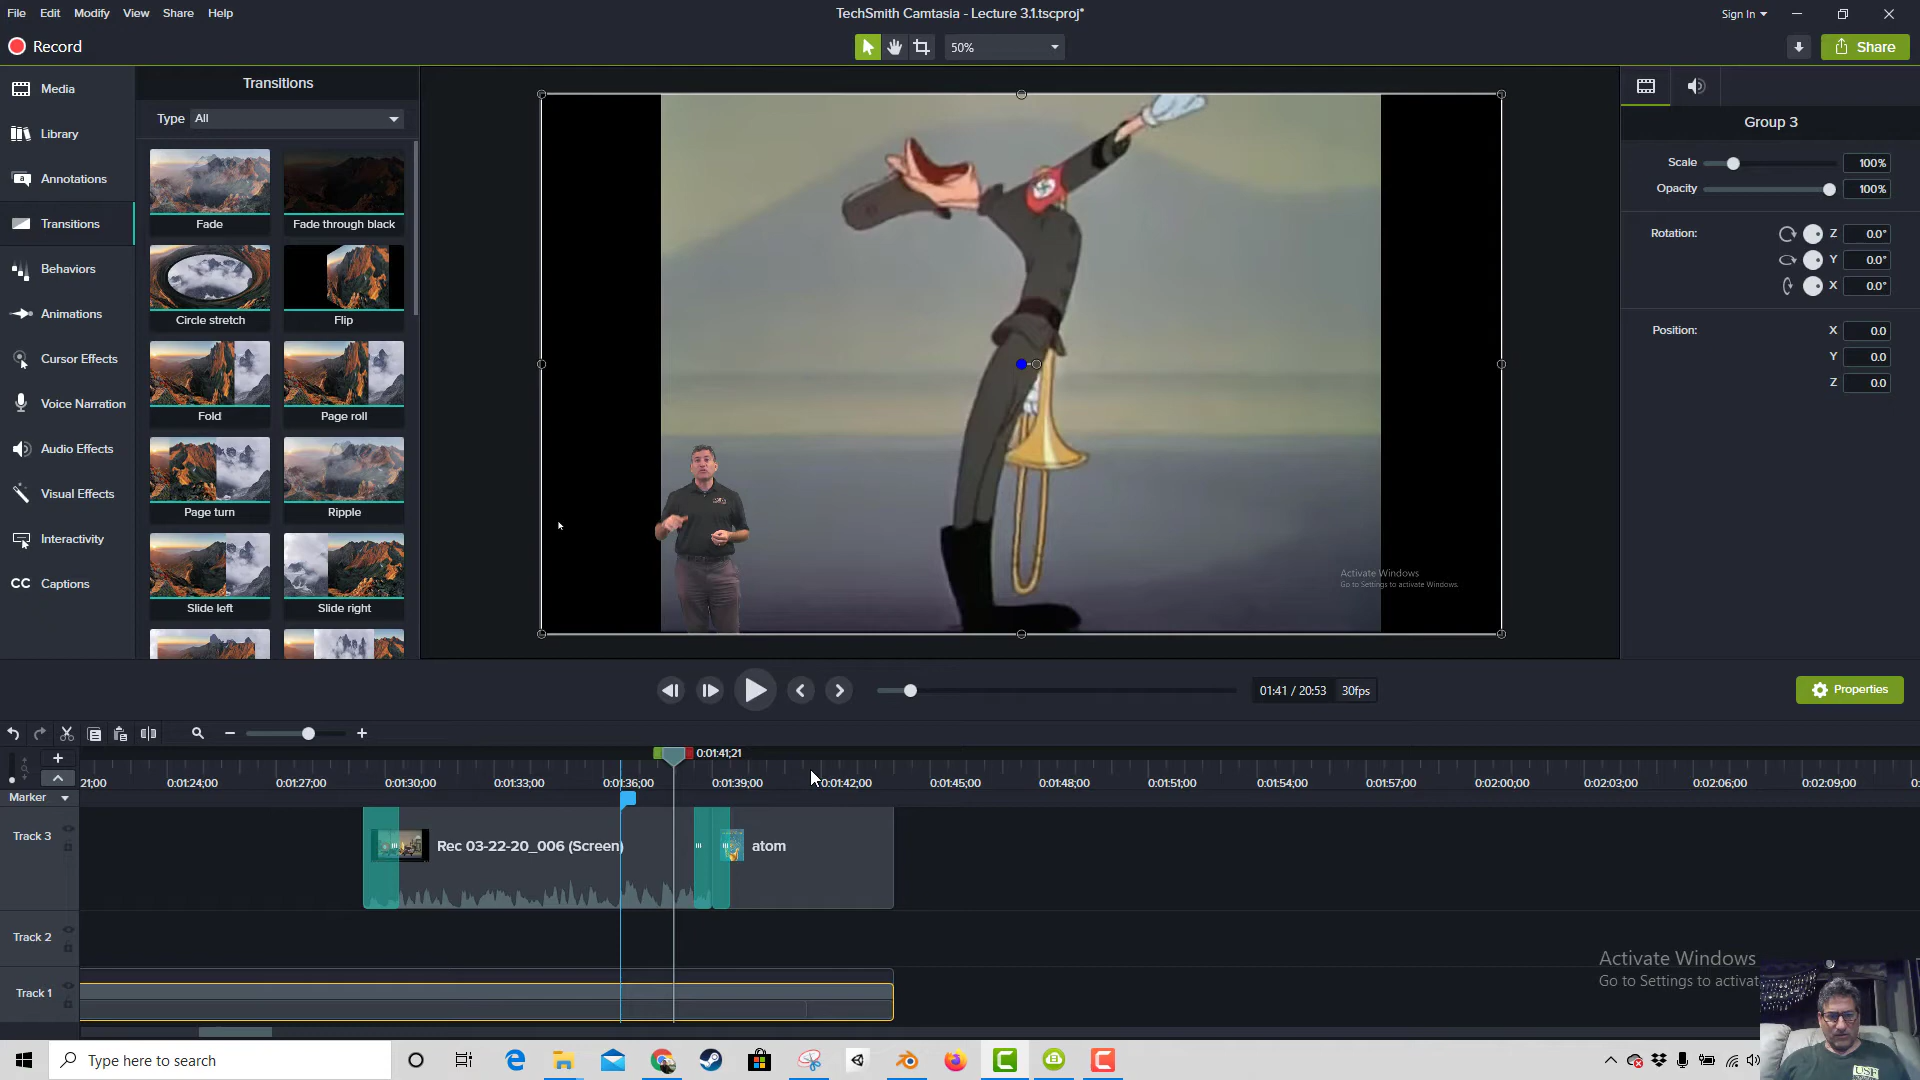 File Edit Modify View Share Help
TechSmith Camtasia - Lecture 3.1.tscproj*
Sign In
Record
50%
Share
Media
Library
Annotations
Transitions
Behaviors
Animations
Cursor Effects
Voice Narration
Audio Effects
Visual Effects
Interactivity
CC Captions
Transitions
Type All
Fade Fade through black
Circle stretch Flip
Fold Page roll
Page turn Ripple
Slide left Slide right
Activate Windows
Go to Settings to activate Windows.
Group 3
Scale 100%
Opacity 100%
Rotation: Z 0.0°
Y 0.0°
X 0.0°
Position: X 0.0
Y 0.0
Z 0.0
01:41 / 20:53 30fps
Properties
0:01:41;21
21;00 0:01:24;00 0:01:27;00 0:01:30;00 0:01:33;00 0:01:36;00 0:01:39;00 0:01:42;00 0:01:45;00 0:01:48;00 0:01:51;00 0:01:54;00 0:01:57;00 0:02:00;00 0:02:03;00 0:02:06;00 0:02:09;00
Marker
Track 3
Rec 03-22-20_006 (Screen)
atom
Track 2
Track 1
Activate Windows
Go to Settings to activat
USF
Type here to search